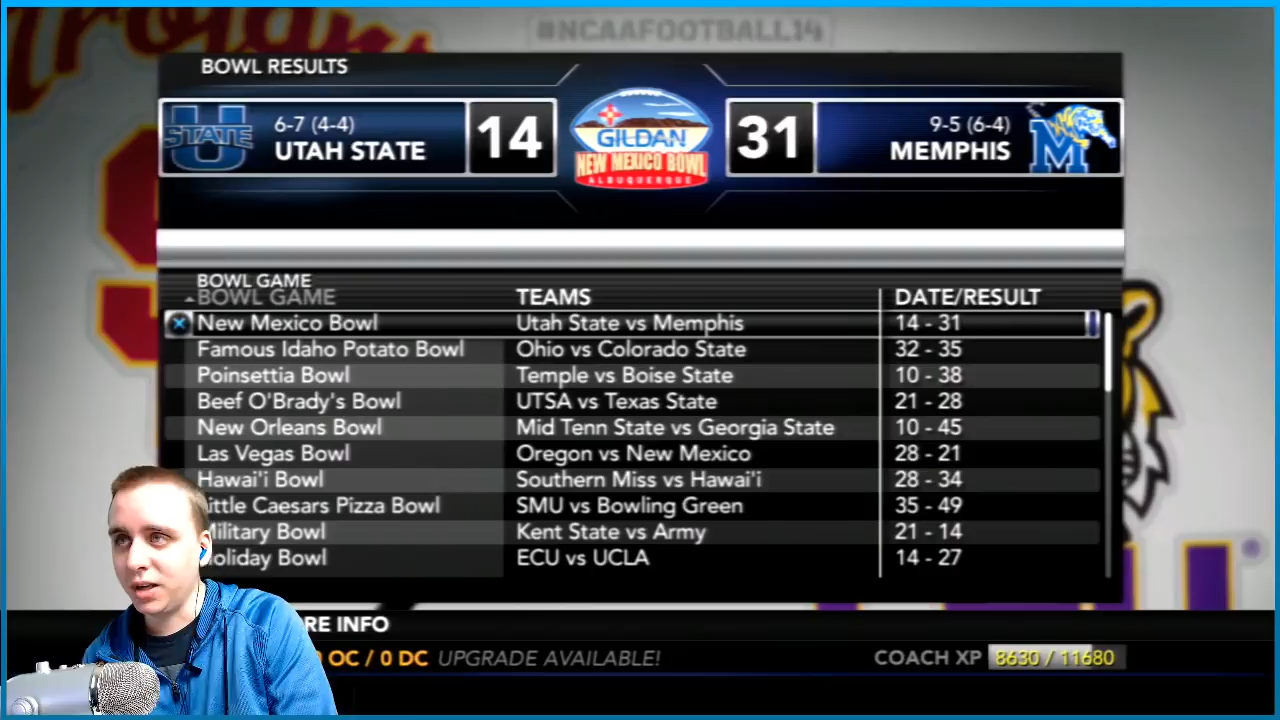 Trojans
#NCAAFOOTBALL14
BOWL RESULTS
U STATE
6-7 (4-4)
UTAH STATE
14
GILDAN
NEW MEXICO BOWL
ALBUQUERQUE
31
9-5 (6-4)
MEMPHIS
M
BOWL GAME
BOWL GAME TEAMS DATE/RESULT
New Mexico Bowl Utah State vs Memphis 14 - 31
Famous Idaho Potato Bowl Ohio vs Colorado State 32 - 35
Poinsettia Bowl Temple vs Boise State 10 - 38
Beef O'Brady's Bowl UTSA vs Texas State 21 - 28
New Orleans Bowl Mid Tenn State vs Georgia State 10 - 45
Las Vegas Bowl Oregon vs New Mexico 28 - 21
Hawai'i Bowl Southern Miss vs Hawai'i 28 - 34
ittle Caesars Pizza Bowl SMU vs Bowling Green 35 - 49
Military Bowl Kent State vs Army 21 - 14
Holiday Bowl ECU vs UCLA 14 - 27
RE INFO
0 OC / 0 DC UPGRADE AVAILABLE!
COACH XP 8630 / 11680